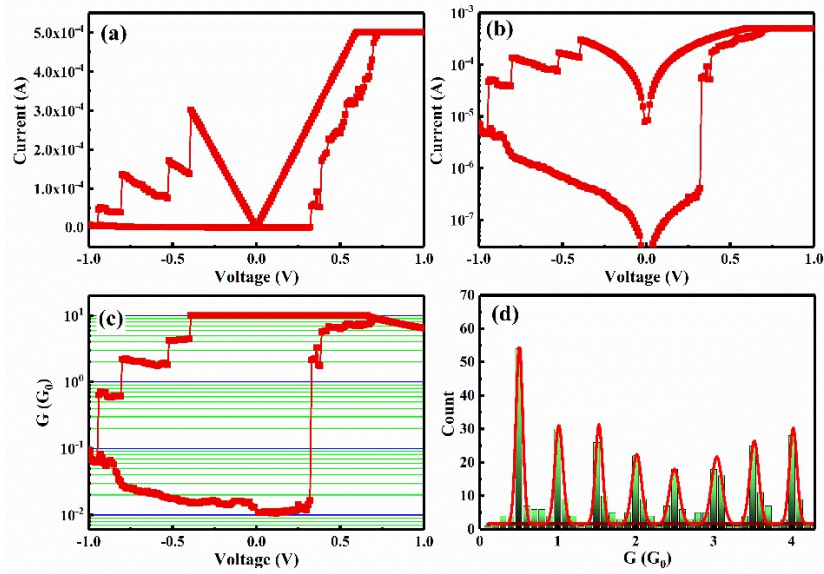 (a)
Current (A)
5.0x10⁻⁴
4.0x10⁻⁴
3.0x10⁻⁴
2.0x10⁻⁴
1.0x10⁻⁴
0.0
-1.0 -0.5 0.0 0.5 1.0
Voltage (V)
(b)
Current (A)
10⁻³
10⁻⁴
10⁻⁵
10⁻⁶
10⁻⁷
-1.0 -0.5 0.0 0.5 1.0
Voltage (V)
(c)
G (G₀)
10¹
10⁰
10⁻¹
10⁻²
-1.0 -0.5 0.0 0.5 1.0
Voltage (V)
(d)
Count
70
60
50
40
30
20
10
0
0 1 2 3 4
G (G₀)